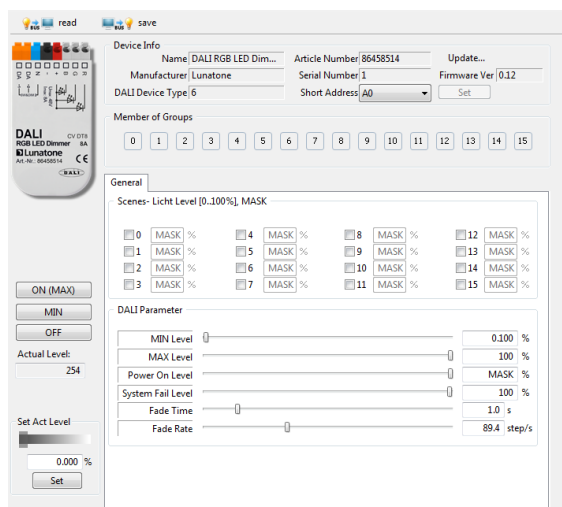 read save
Device Info
Name DALI RGB LED Dim... Article Number 86458514 Update...
Manufacturer Lunatone Serial Number 1 Firmware Ver 0.12
DALI Device Type 6 Short Address A0 Set
Member of Groups
0 1 2 3 4 5 6 7 8 9 10 11 12 13 14 15
DALI CV DT8
RGB LED Dimmer 8A
Lunatone
Art.-Nr.: 86458514 CE
DALI
General
Scenes- Licht Level [0..100%], MASK
0 MASK % 4 MASK % 8 MASK % 12 MASK %
1 MASK % 5 MASK % 9 MASK % 13 MASK %
2 MASK % 6 MASK % 10 MASK % 14 MASK %
3 MASK % 7 MASK % 11 MASK % 15 MASK %
ON (MAX)
MIN
OFF
Actual Level:
254
DALI Parameter
MIN Level 0.100 %
MAX Level 100 %
Power On Level MASK %
System Fail Level 100 %
Fade Time 1.0 s
Fade Rate 89.4 step/s
Set Act Level
0.000 %
Set